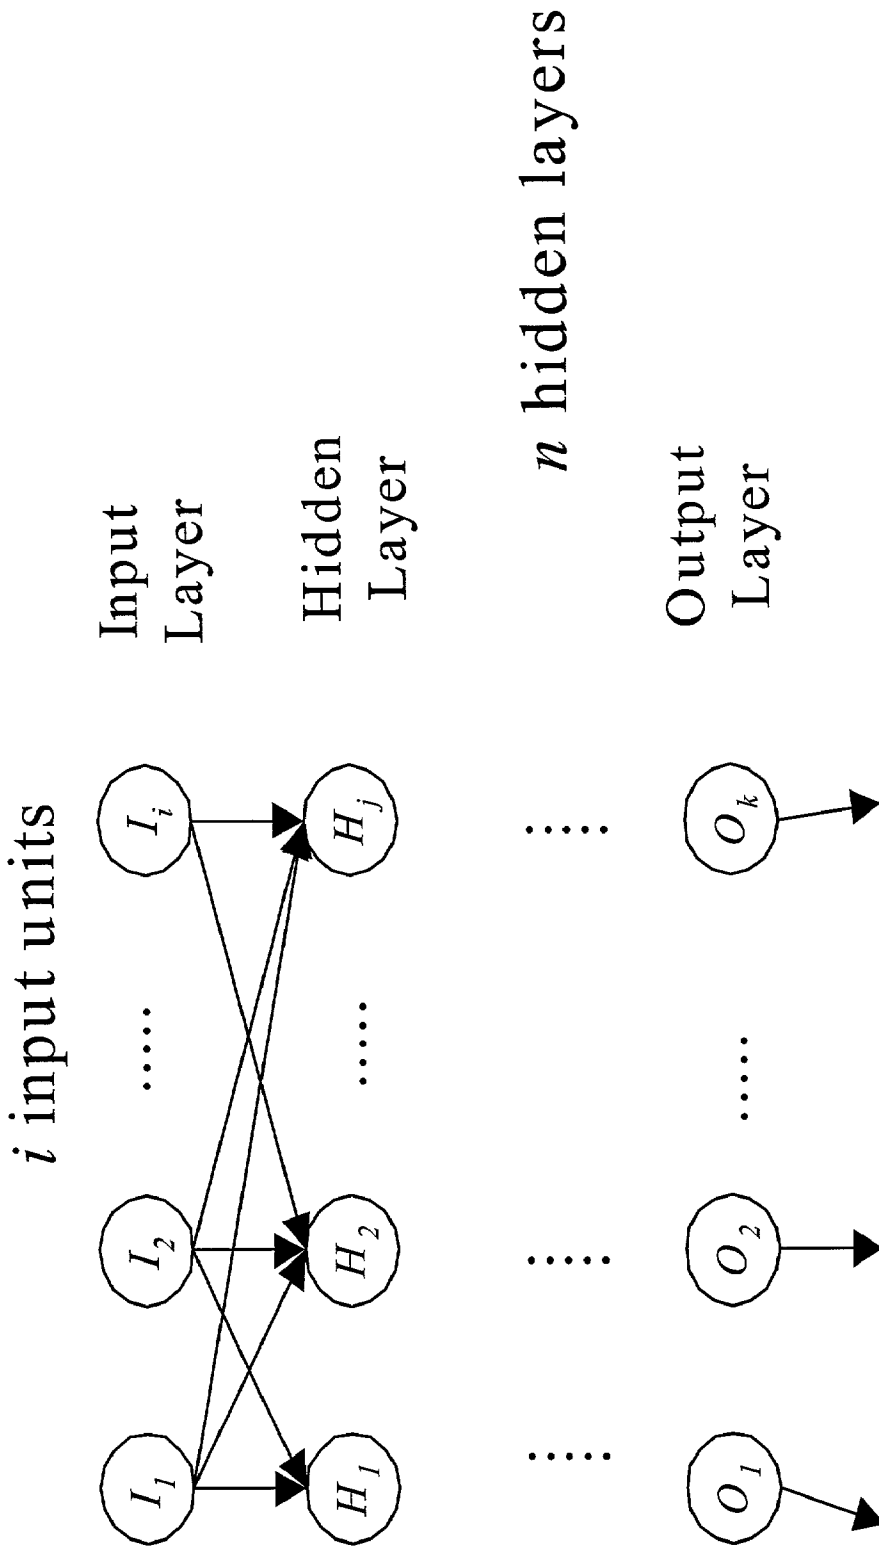 i input units
I1 I2 ..... Ii
Input
Layer
H1 H2 ..... Hj
Hidden
Layer
..... ..... .....
n hidden layers
O1 O2 ..... Ok
Output
Layer